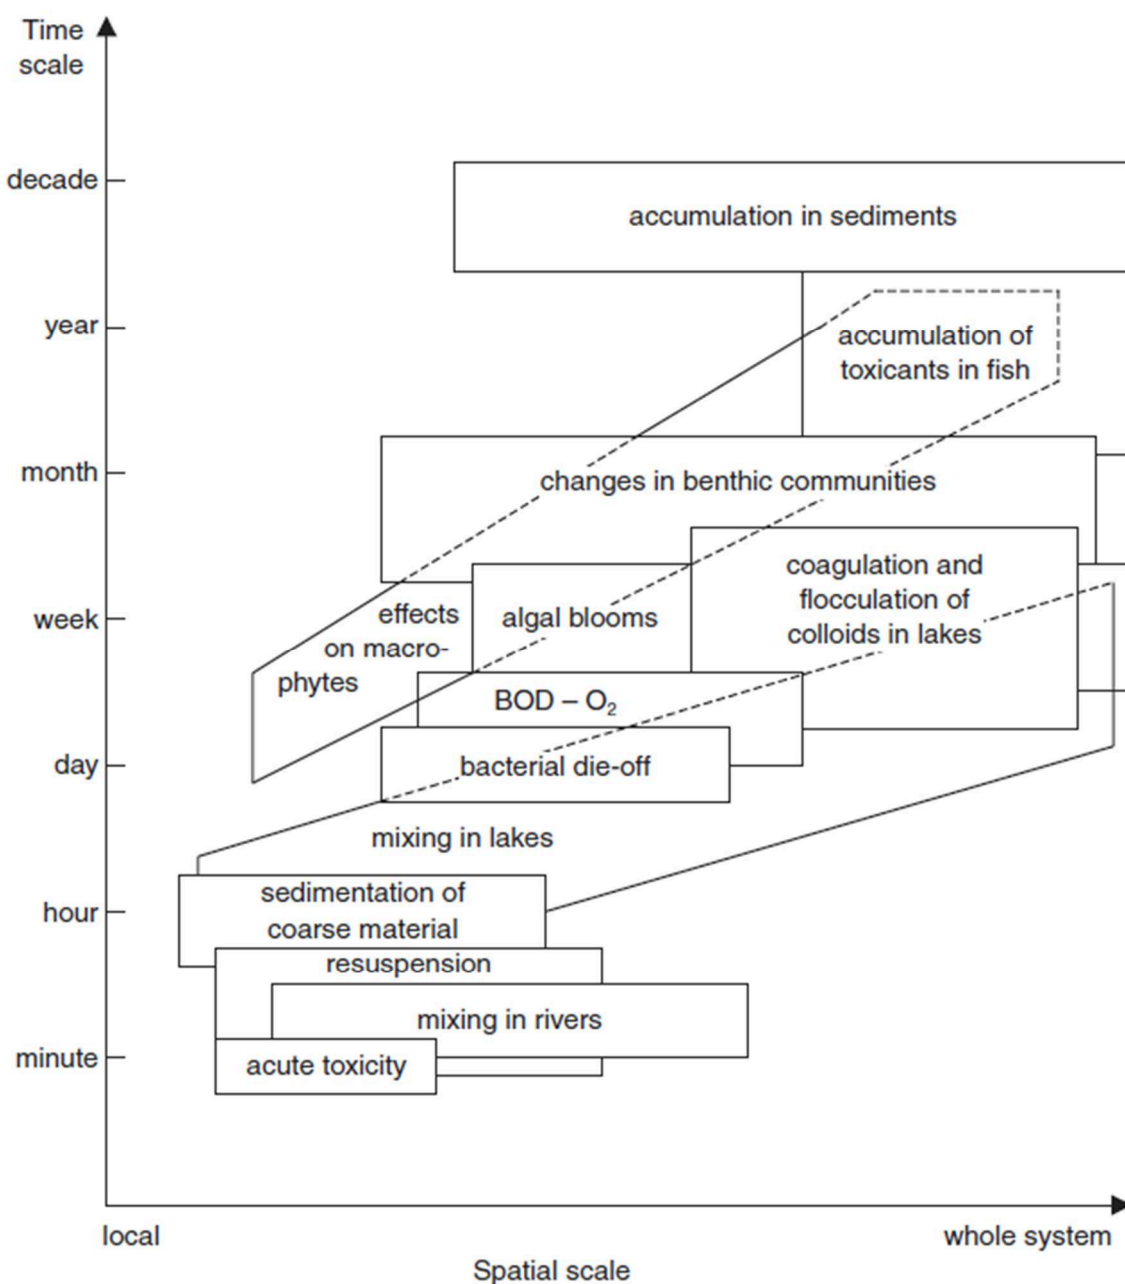 Time
scale
decade
accumulation in sediments
year
accumulation of
toxicants in fish
month
changes in benthic communities
coagulation and
flocculation of
colloids in lakes
week
effects
on macro-
phytes
algal blooms
BOD – O₂
day
bacterial die-off
mixing in lakes
hour
sedimentation of
coarse material
resuspension
mixing in rivers
minute
acute toxicity
local
whole system
Spatial scale